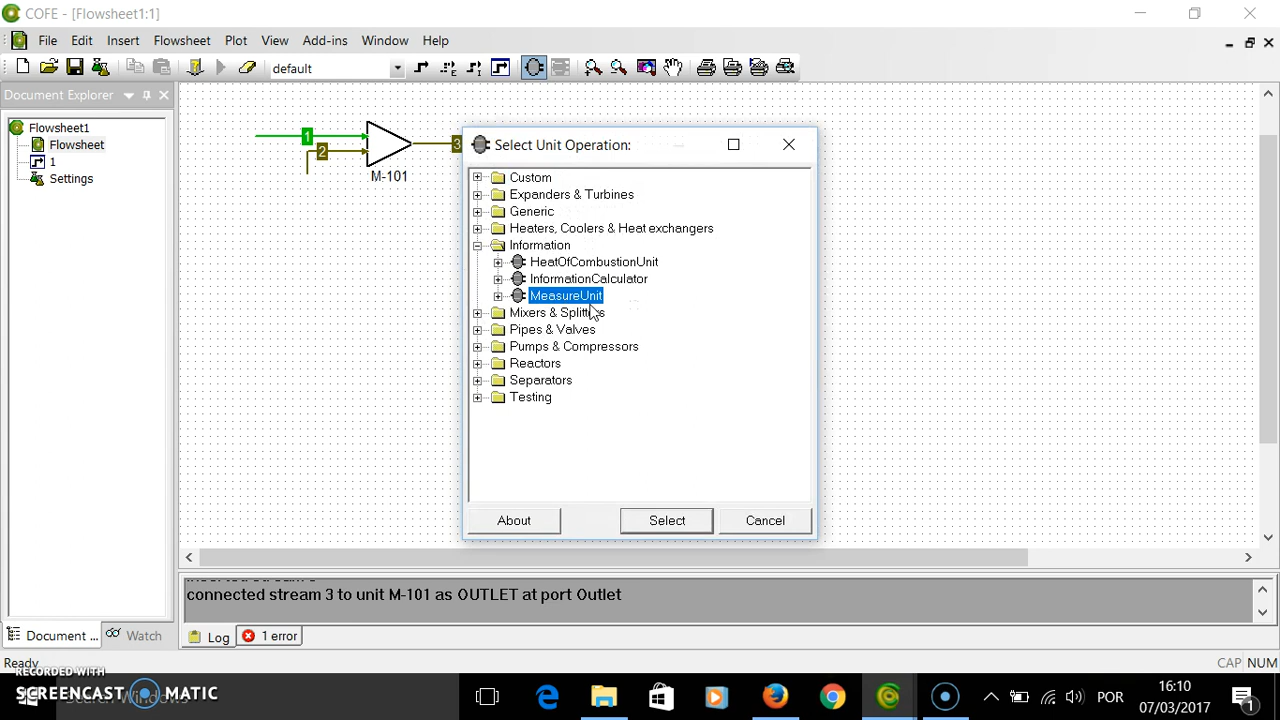 COFE - [Flowsheet1:1]
File Edit Insert Flowsheet Plot View Add-ins Window Help
default
Document Explorer
Flowsheet1
Flowsheet
1
Settings
1
2
3
M-101
Select Unit Operation:
Custom
Expanders & Turbines
Generic
Heaters, Coolers & Heat exchangers
Information
HeatOfCombustionUnit
InformationCalculator
MeasureUnit
Mixers & Splitters
Pipes & Valves
Pumps & Compressors
Reactors
Separators
Testing
About Select Cancel
connected stream 3 to unit M-101 as OUTLET at port Outlet
Document ... Watch
Log 1 error
Ready
CAP NUM
RECORDED WITH
SCREENCAST MATIC
Search Windows
POR
16:10
07/03/2017
1